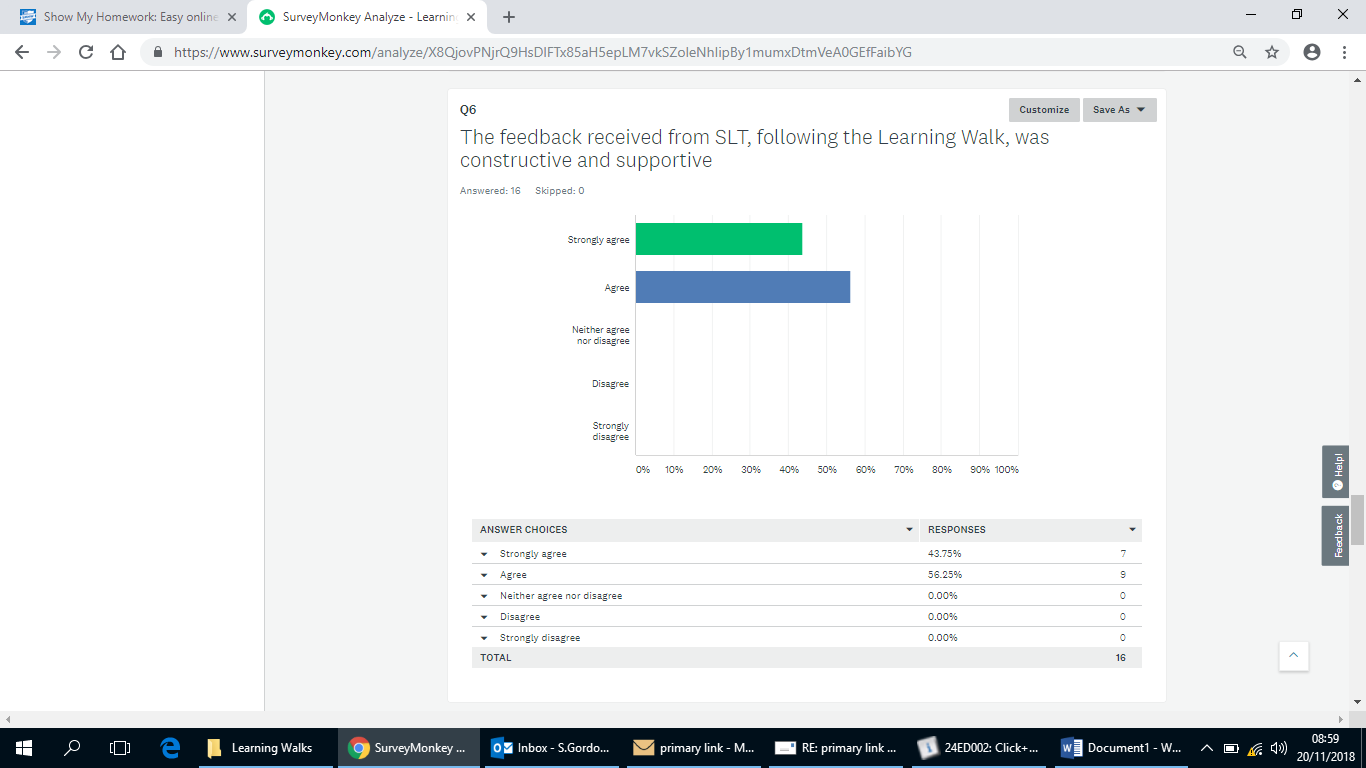 Show My Homework: Easy online
SurveyMonkey Analyze - Learnin
https://www.surveymonkey.com/analyze/X8QjovPNjrQ9HsDIFTx85aH5epLM7vkSZoIeNhIipBy1mumxDtmVeA0GEfFaibYG
Q6
Customize
Save As
The feedback received from SLT, following the Learning Walk, was
constructive and supportive
Answered: 16 Skipped: 0
Strongly agree
Agree
Neither agree
nor disagree
Disagree
Strongly
disagree
0% 10% 20% 30% 40% 50% 60% 70% 80% 90% 100%
Help!
Feedback
ANSWER CHOICES RESPONSES
Strongly agree 43.75% 7
Agree 56.25% 9
Neither agree nor disagree 0.00% 0
Disagree 0.00% 0
Strongly disagree 0.00% 0
TOTAL 16
Learning Walks
SurveyMonkey ...
Inbox - S.Gordo...
primary link - M...
RE: primary link ...
24ED002: Click+...
Document1 - W...
08:59
20/11/2018